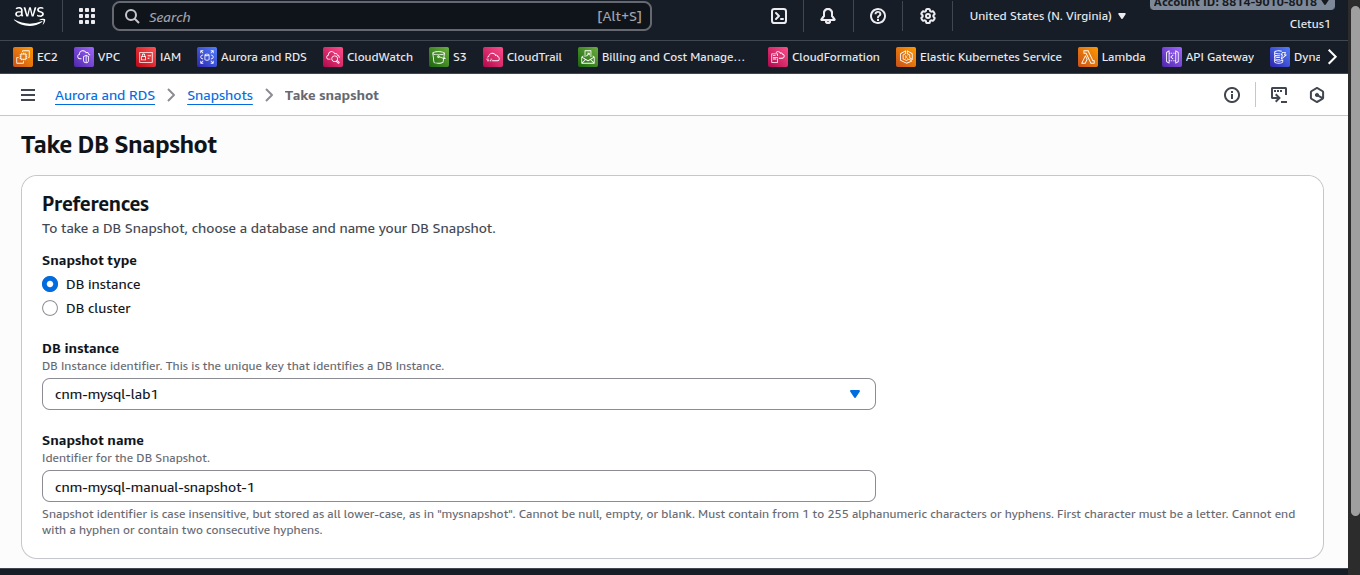 aws
Search [Alt+S] United States (N. Virginia) Account ID: 8814-9010-8018
Cletus1
EC2 VPC IAM Aurora and RDS CloudWatch S3 CloudTrail Billing and Cost Manage... CloudFormation Elastic Kubernetes Service Lambda API Gateway Dyna
Aurora and RDS Snapshots Take snapshot
Take DB Snapshot
Preferences
To take a DB Snapshot, choose a database and name your DB Snapshot.
Snapshot type
DB instance
DB cluster
DB instance
DB Instance identifier. This is the unique key that identifies a DB Instance.
cnm-mysql-lab1
Snapshot name
Identifier for the DB Snapshot.
cnm-mysql-manual-snapshot-1
Snapshot identifier is case insensitive, but stored as all lower-case, as in "mysnapshot". Cannot be null, empty, or blank. Must contain from 1 to 255 alphanumeric characters or hyphens. First character must be a letter. Cannot end
with a hyphen or contain two consecutive hyphens.